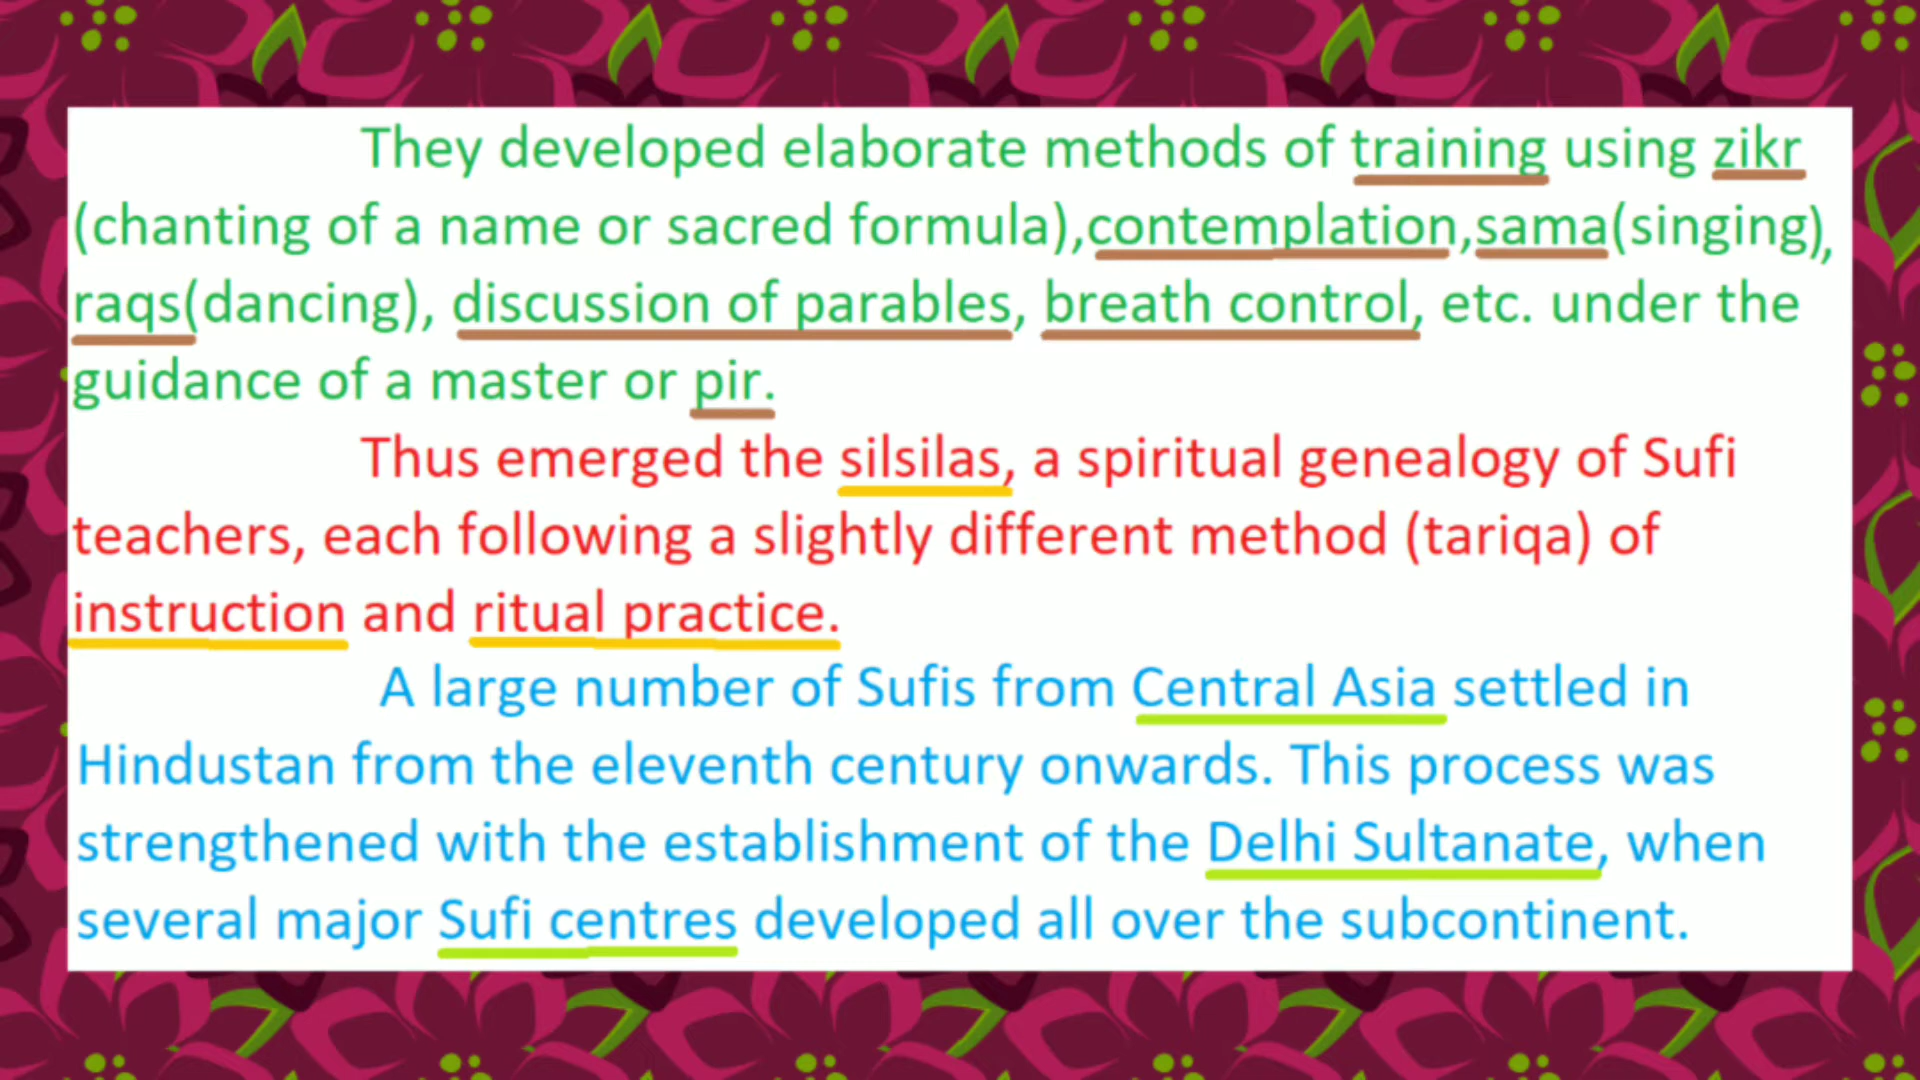 They developed elaborate methods of training using zikr
(chanting of a name or sacred formula),contemplation,sama(singing),
raqs(dancing), discussion of parables, breath control, etc. under the
guidance of a master or pir.
Thus emerged the silsilas, a spiritual genealogy of Sufi
teachers, each following a slightly different method (tariqa) of
instruction and ritual practice.
A large number of Sufis from Central Asia settled in
Hindustan from the eleventh century onwards. This process was
strengthened with the establishment of the Delhi Sultanate, when
several major Sufi centres developed all over the subcontinent.